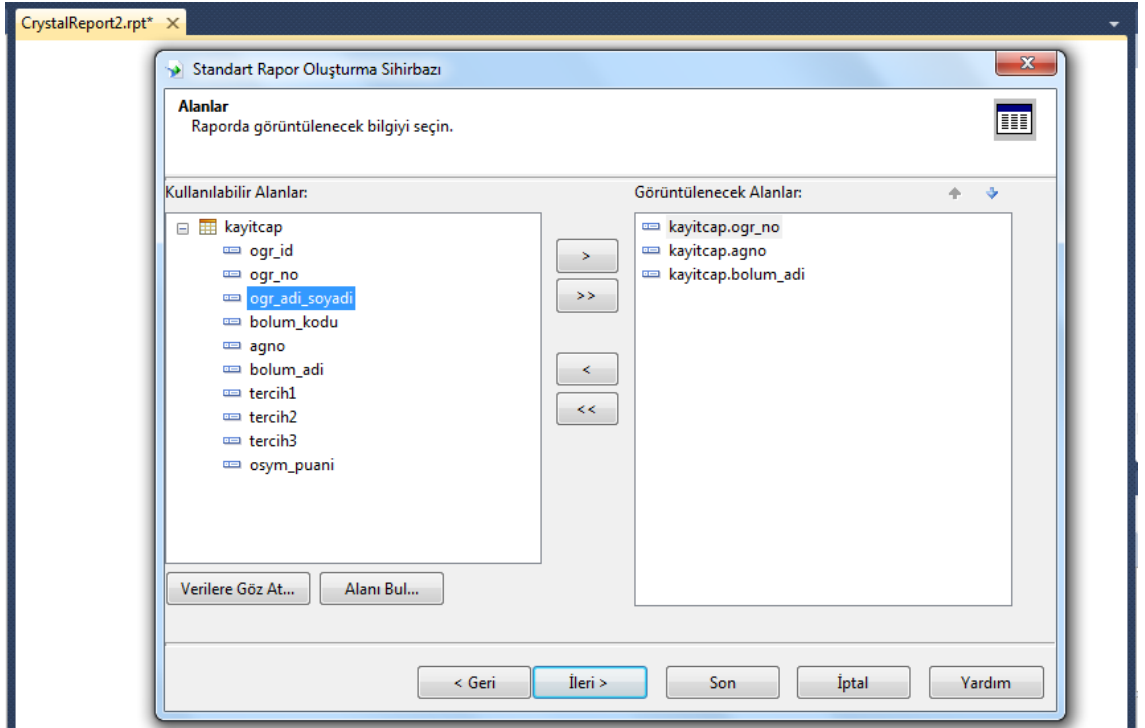 CrystalReport2.rpt*
Standart Rapor Oluşturma Sihirbazı
Alanlar
Raporda görüntülenecek bilgiyi seçin.
Kullanılabilir Alanlar:
kayitcap
ogr_id
ogr_no
ogr_adi_soyadi
bolum_kodu
agno
bolum_adi
tercih1
tercih2
tercih3
osym_puani
>
>>
<
<<
Görüntülenecek Alanlar:
kayitcap.ogr_no
kayitcap.agno
kayitcap.bolum_adi
Verilere Göz At... Alanı Bul...
< Geri İleri > Son İptal Yardım